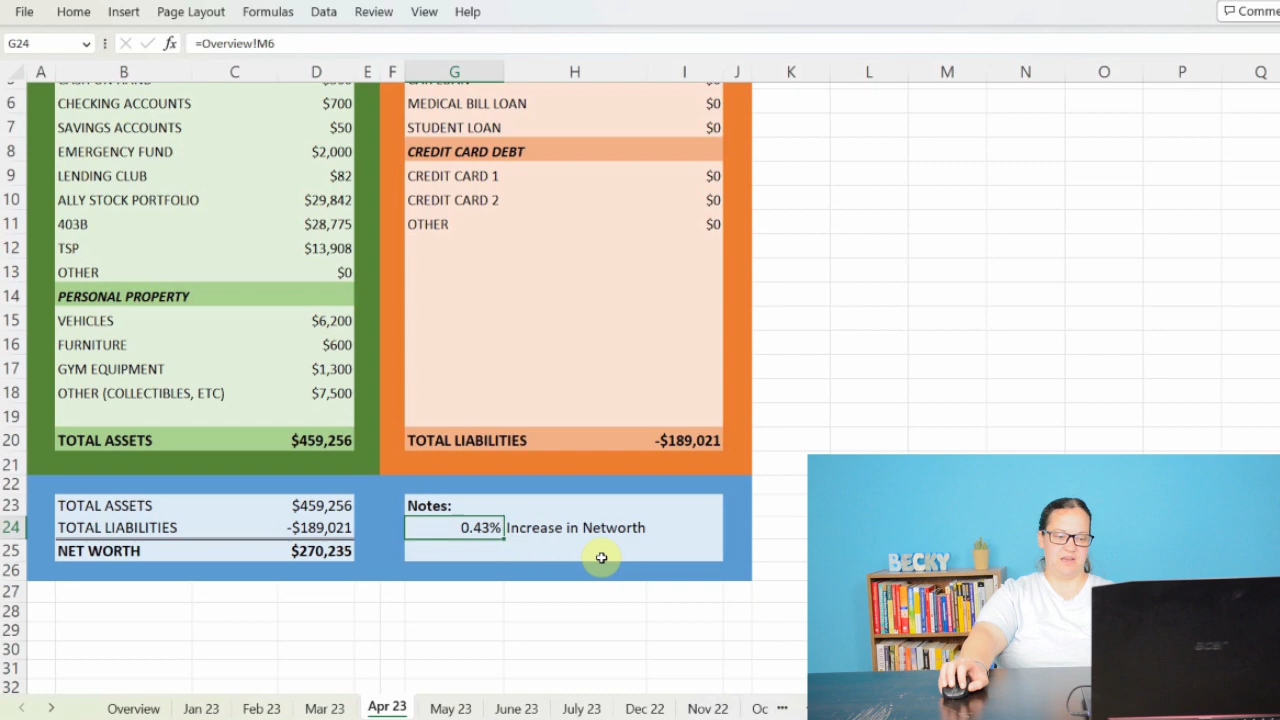 File Home Insert Page Layout Formulas Data Review View Help
G24 fx =Overview!M6
A B C D E F G H I J K L M N O P Q
6 CHECKING ACCOUNTS $700 MEDICAL BILL LOAN $0
7 SAVINGS ACCOUNTS $50 STUDENT LOAN $0
8 EMERGENCY FUND $2,000 CREDIT CARD DEBT
9 LENDING CLUB $82 CREDIT CARD 1 $0
10 ALLY STOCK PORTFOLIO $29,842 CREDIT CARD 2 $0
11 403B $28,775 OTHER $0
12 TSP $13,908
13 OTHER $0
14 PERSONAL PROPERTY
15 VEHICLES $6,200
16 FURNITURE $600
17 GYM EQUIPMENT $1,300
18 OTHER (COLLECTIBLES, ETC) $7,500
19
20 TOTAL ASSETS $459,256 TOTAL LIABILITIES -$189,021
21
22
23 TOTAL ASSETS $459,256 Notes:
24 TOTAL LIABILITIES -$189,021 0.43% Increase in Networth
25 NET WORTH $270,235
26
27
28
29
30
31
32
BECKY
acer
Overview Jan 23 Feb 23 Mar 23 Apr 23 May 23 June 23 July 23 Dec 22 Nov 22 Oc